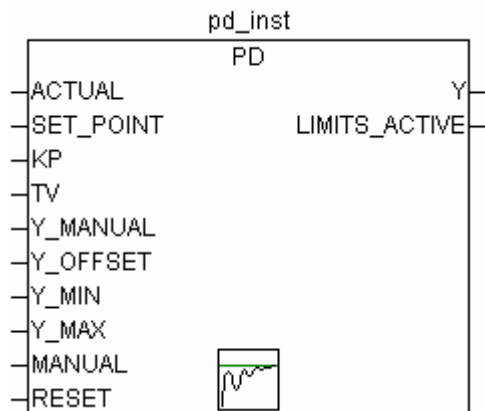 pd_inst
PD
ACTUAL Y
SET_POINT LIMITS_ACTIVE
KP
TV
Y_MANUAL
Y_OFFSET
Y_MIN
Y_MAX
MANUAL
RESET